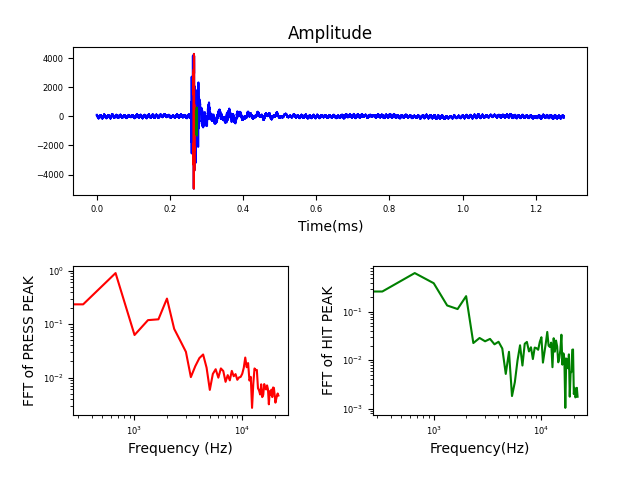 Amplitude
4000
2000
0
−2000
−4000
0.0 0.2 0.4 0.6 0.8 1.0 1.2
Time(ms)
FFT of PRESS PEAK
10⁰
10⁻¹
10⁻²
10³ 10⁴
Frequency (Hz)
FFT of HIT PEAK
10⁻¹
10⁻²
10⁻³
10³ 10⁴
Frequency(Hz)